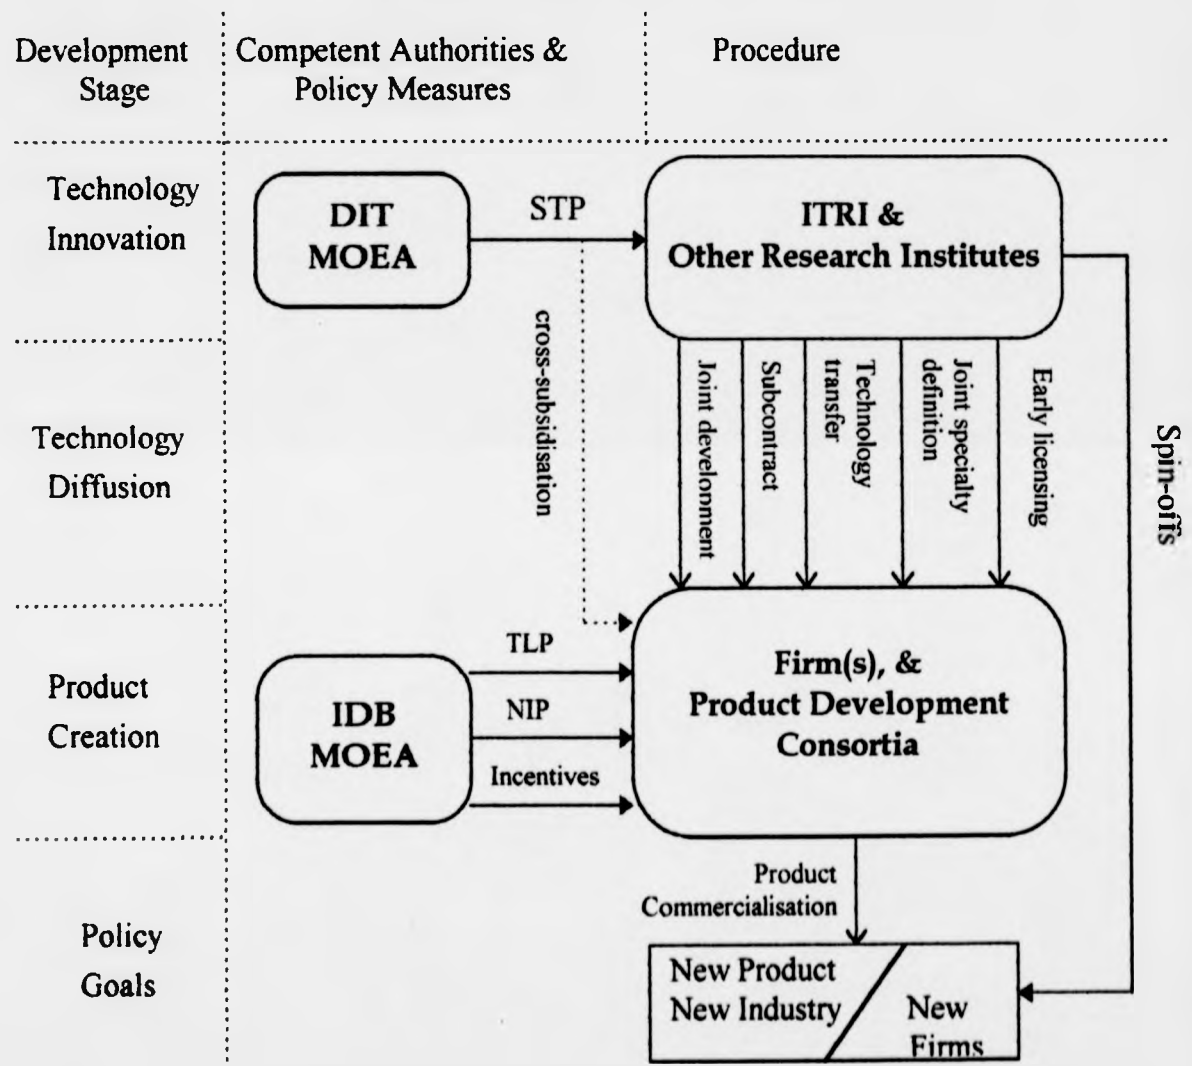 Development
Stage
Competent Authorities &
Policy Measures
Procedure
Technology
Innovation
DIT
MOEA
STP
ITRI &
Other Research Institutes
cross-subsidisation
Joint development
Subcontract
Technology
transfer
Joint specialty
definition
Early licensing
Spin-offs
Technology
Diffusion
Product
Creation
IDB
MOEA
TLP
NIP
Incentives
Firm(s), &
Product Development
Consortia
Product
Commercialisation
Policy
Goals
New Product
New Industry
New
Firms